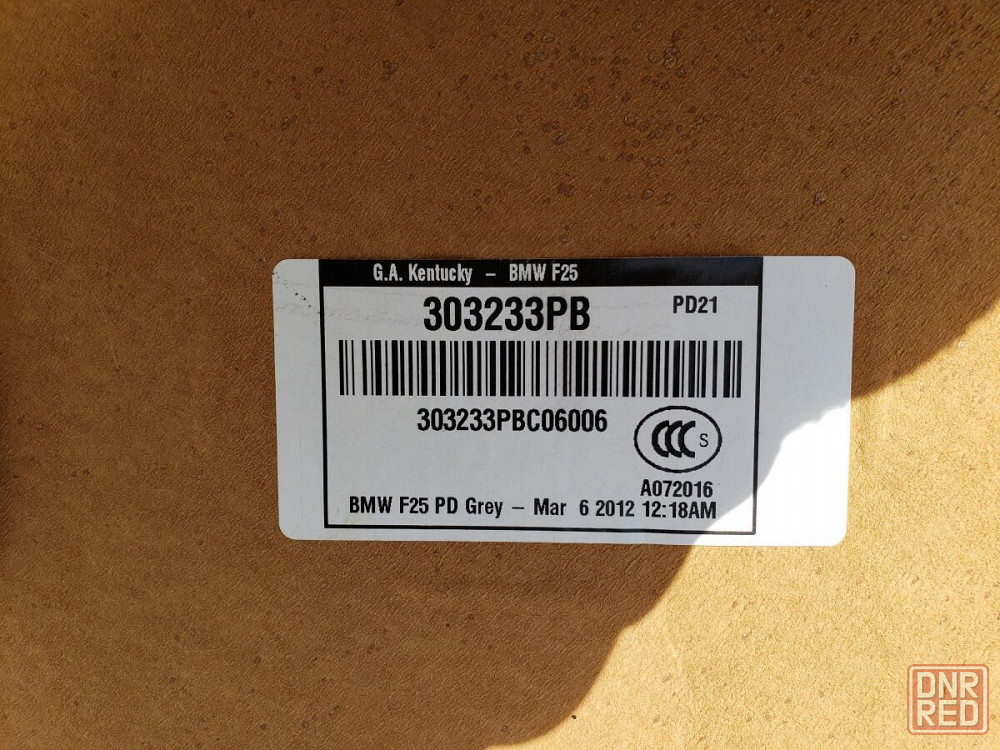 G.A. Kentucky – BMW F25
303233PB
PD21
303233PBC06006
CCC S
A072016
BMW F25 PD Grey – Mar 6 2012 12:18AM
DNR
RED